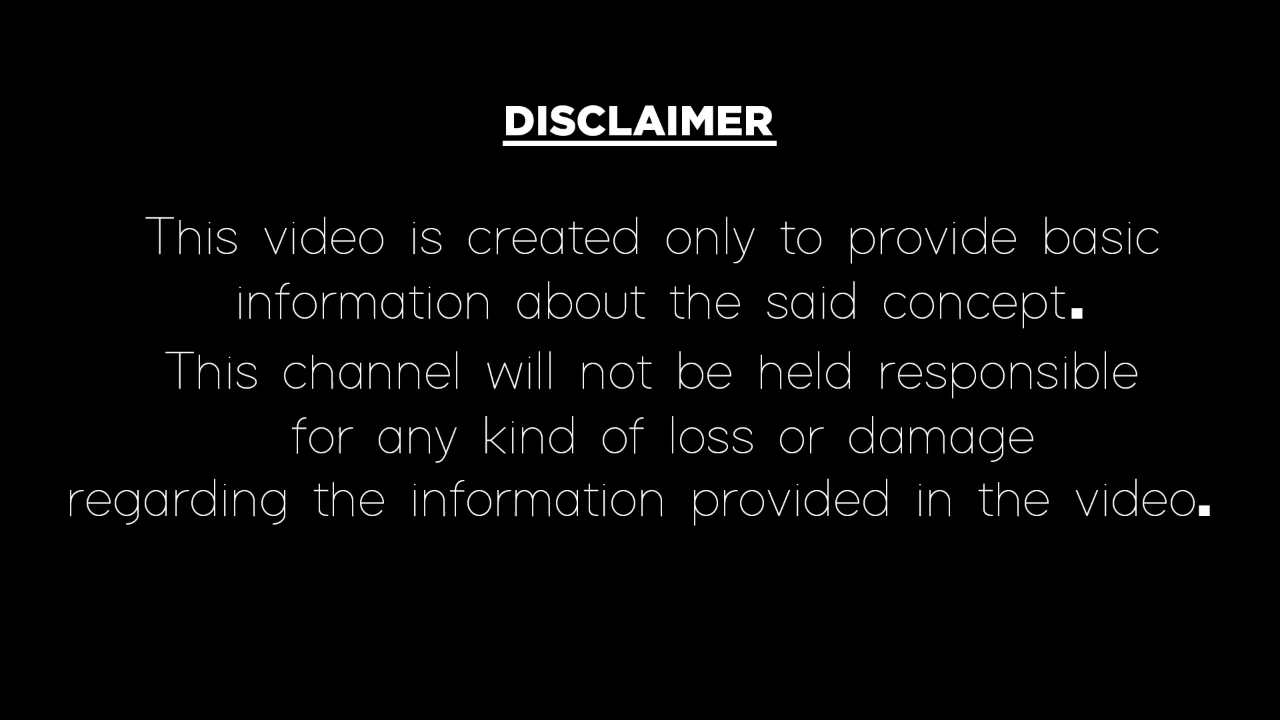 DISCLAIMER
This video is created only to provide basic
information about the said concept.
This channel will not be held responsible
for any kind of loss or damage
regarding the information provided in the video.